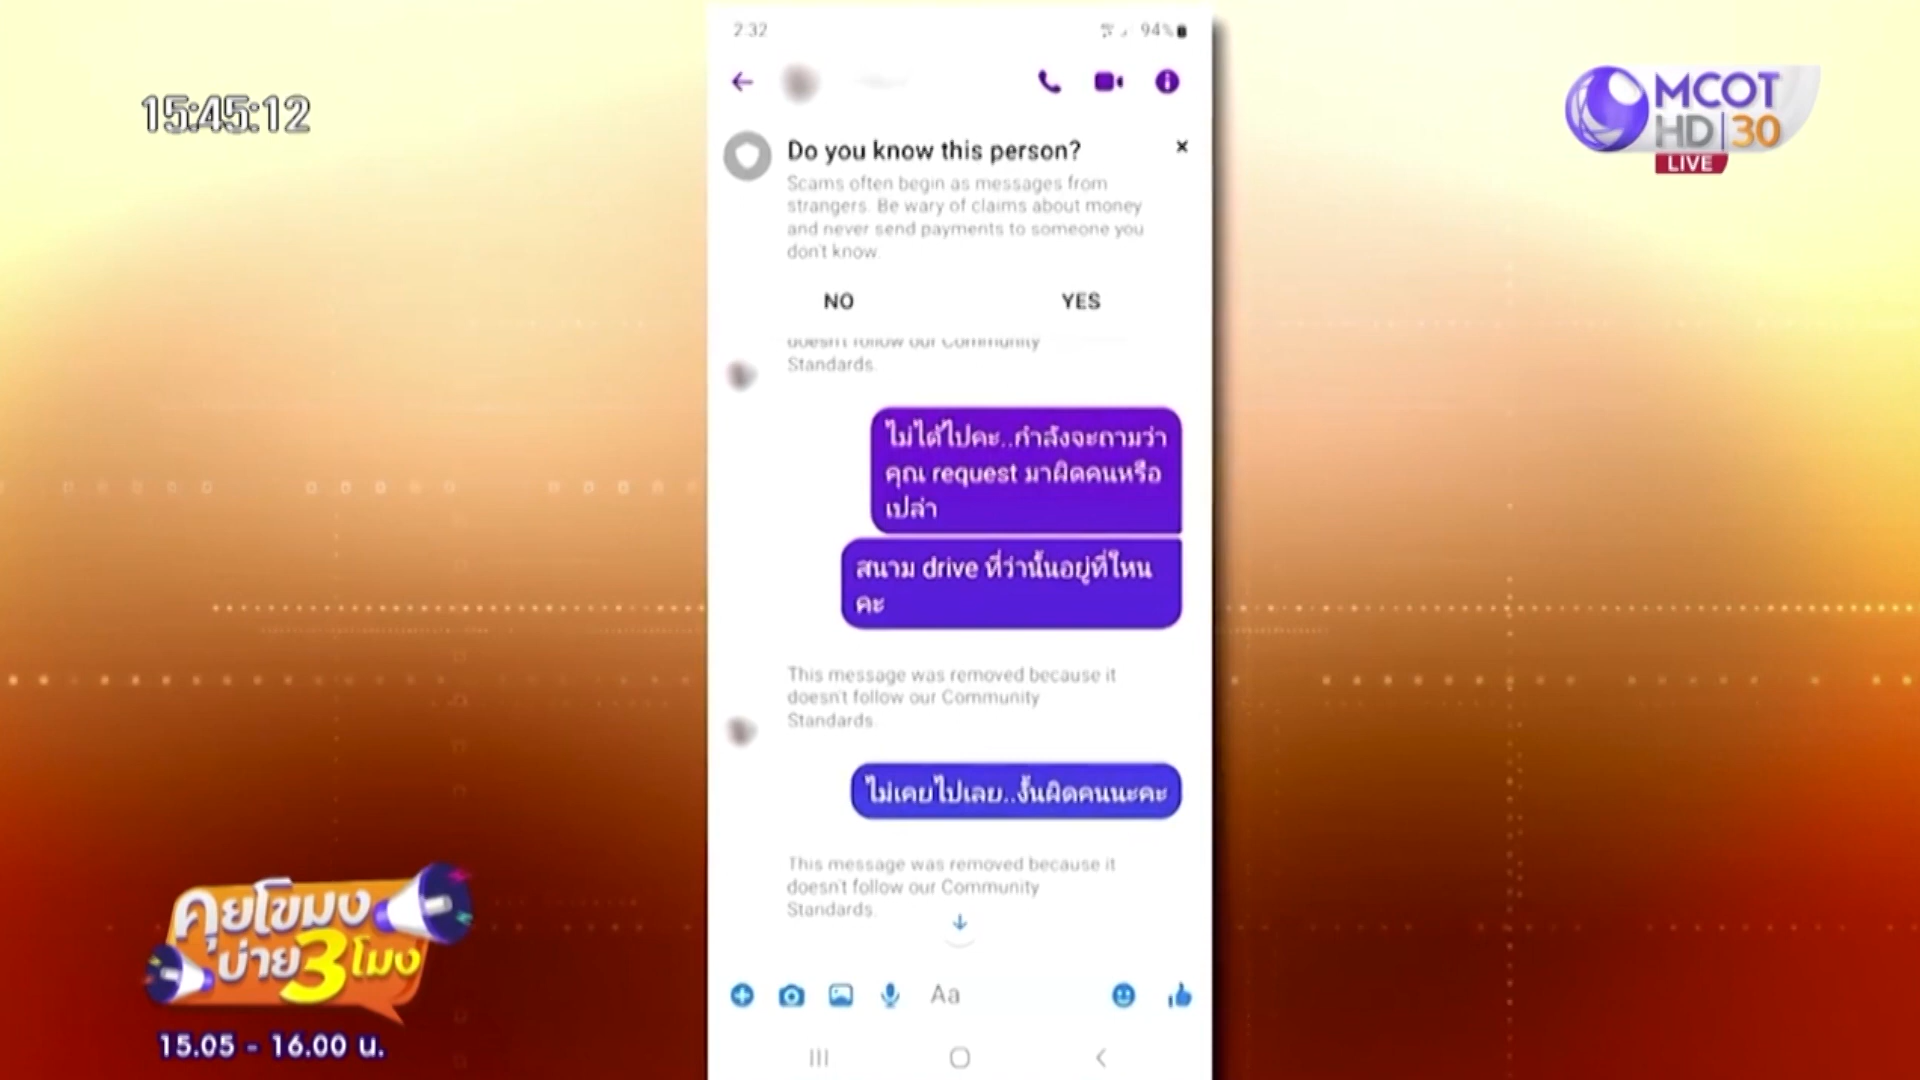 2:32
94%
15:45:12
MCOT
HD|30
LIVE
Do you know this person?
Scams often begin as messages from
strangers. Be wary of claims about money
and never send payments to someone you
don't know.
NO
YES
doesn't follow our Community
Standards.
ไม่ได้ไปคะ..กำลังจะถามว่า
คุณ request มาผิดคนหรือ
เปล่า
สนาม drive ที่ว่านั้นอยู่ที่ไหน
คะ
This message was removed because it
doesn't follow our Community
Standards.
ไม่เคยไปเลย..งั้นผิดคนนะคะ
This message was removed because it
doesn't follow our Community
Standards.
Aa
คุยโขมง
บ่าย3โมง
15.05 - 16.00 น.